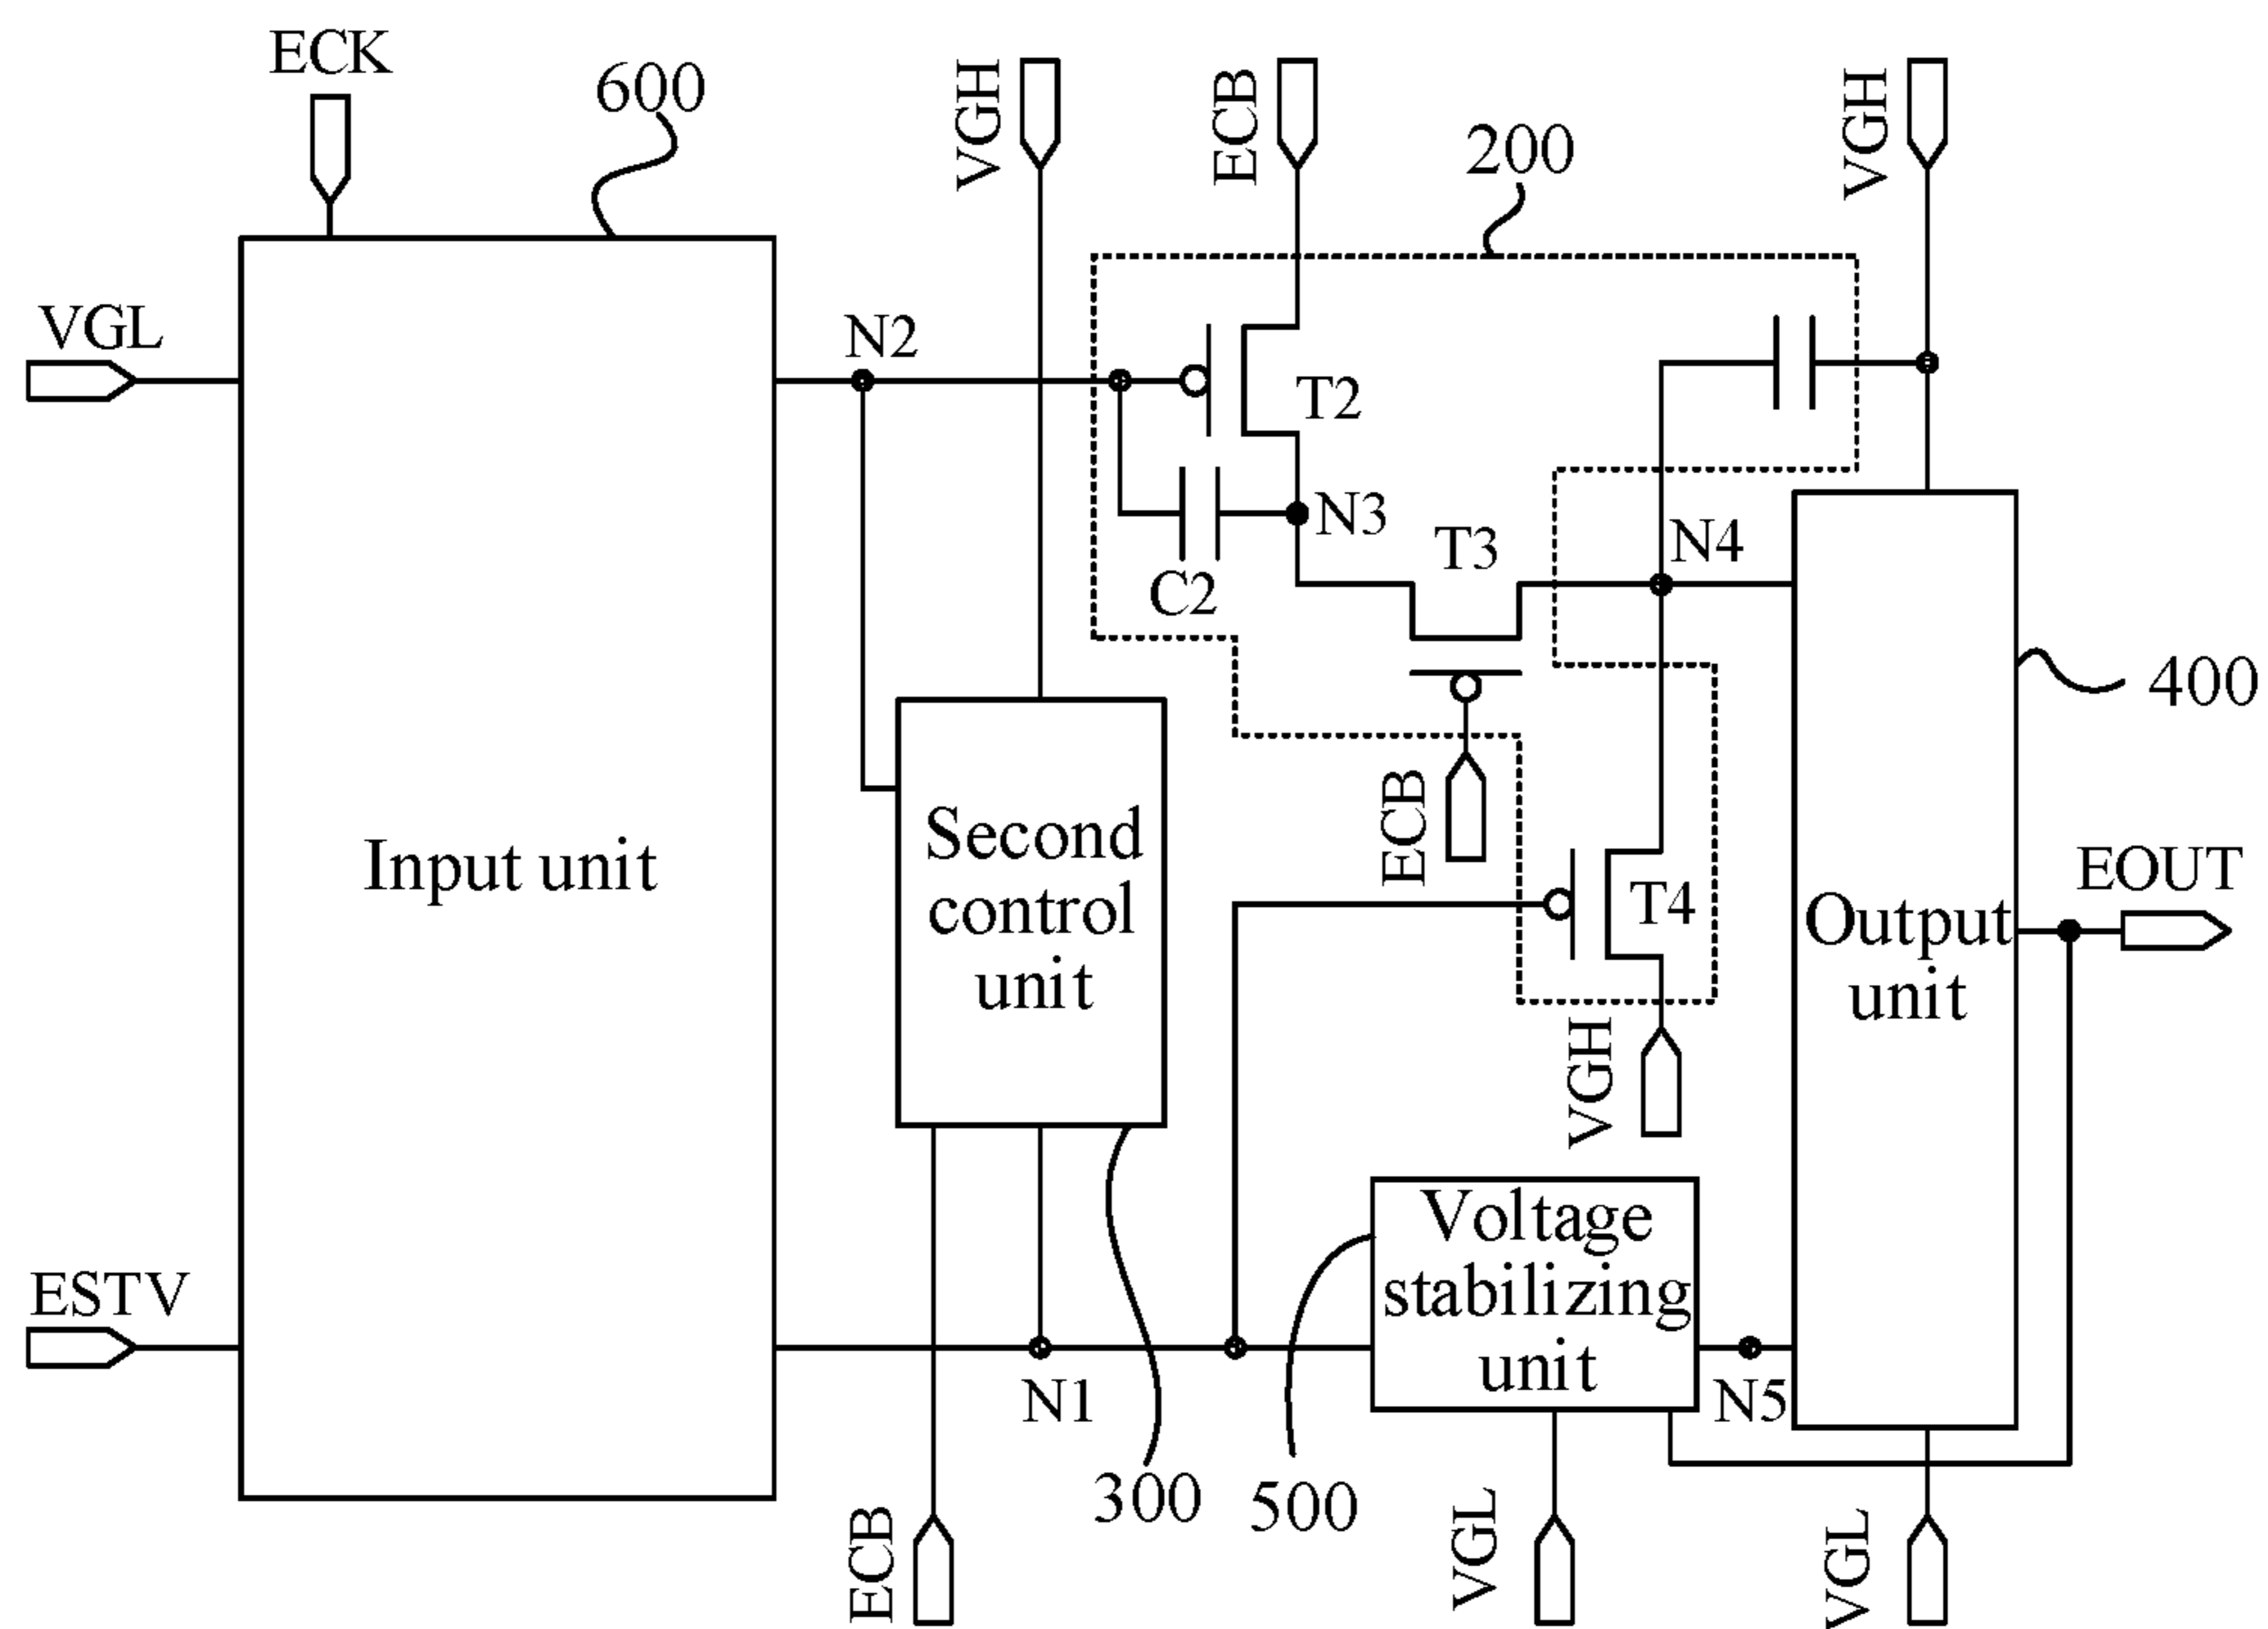 ECK
600
VGH
ECB
200
VGH
VGL
N2
T2
N3
T3
N4
C2
400
Input unit
Second
control
unit
ECB
T4
EOUT
Output
unit
VGH
Voltage
stabilizing
unit
ESTV
N1
N5
300
500
ECB
VGL
VGL